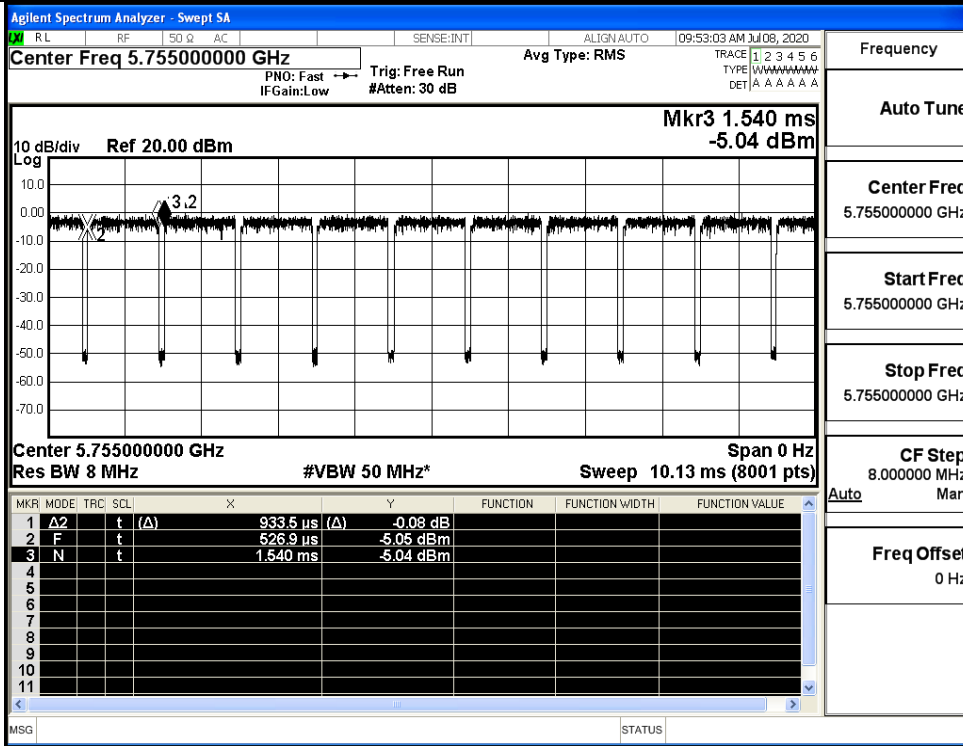 Agilent Spectrum Analyzer - Swept SA
LXI RL RF 50 Ω AC SENSE:INT ALIGN AUTO 09:53:03 AM Jul 08, 2020
Center Freq 5.755000000 GHz Avg Type: RMS TRACE 1 2 3 4 5 6
PNO: Fast Trig: Free Run TYPE WWWWWW
IFGain:Low #Atten: 30 dB DET A A A A A A
Mkr3 1.540 ms
10 dB/div Ref 20.00 dBm -5.04 dBm
Log
10.0
0.00
-10.0
-20.0
-30.0
-40.0
-50.0
-60.0
-70.0
3 2
2
Center 5.755000000 GHz Span 0 Hz
Res BW 8 MHz #VBW 50 MHz* Sweep 10.13 ms (8001 pts)
MKR MODE TRC SCL X Y FUNCTION FUNCTION WIDTH FUNCTION VALUE
1 Δ2 t (Δ) 933.5 µs (Δ) -0.08 dB
2 F t 526.9 µs -5.05 dBm
3 N t 1.540 ms -5.04 dBm
4
5
6
7
8
9
10
11
MSG STATUS
Frequency
Auto Tune
Center Freq
5.755000000 GHz
Start Freq
5.755000000 GHz
Stop Freq
5.755000000 GHz
CF Step
8.000000 MHz
Auto Man
Freq Offset
0 Hz